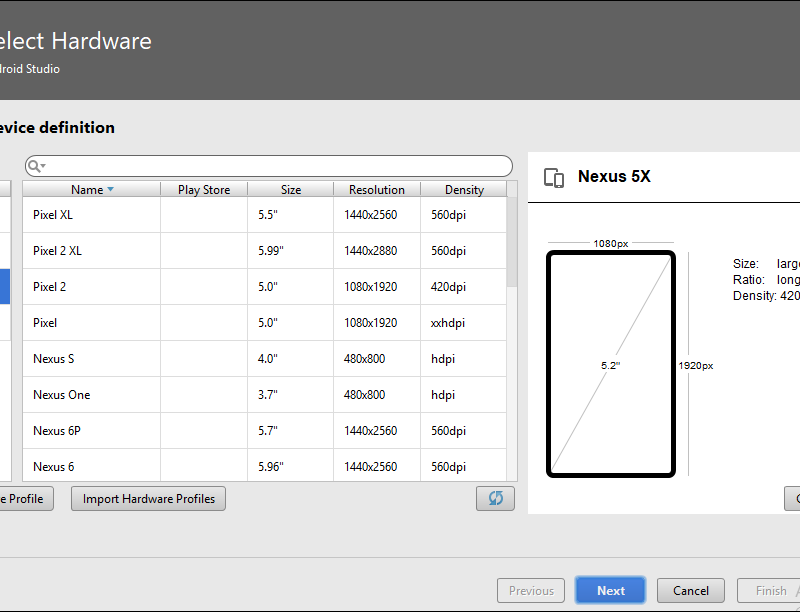 elect Hardware
droid Studio
evice definition
Name Play Store Size Resolution Density
Pixel XL 5.5" 1440x2560 560dpi
Pixel 2 XL 5.99" 1440x2880 560dpi
Pixel 2 5.0" 1080x1920 420dpi
Pixel 5.0" 1080x1920 xxhdpi
Nexus S 4.0" 480x800 hdpi
Nexus One 3.7" 480x800 hdpi
Nexus 6P 5.7" 1440x2560 560dpi
Nexus 6 5.96" 1440x2560 560dpi
e Profile
Import Hardware Profiles
Nexus 5X
1080px
5.2"
1920px
Size: large
Ratio: long
Density: 420
Previous
Next
Cancel
Finish